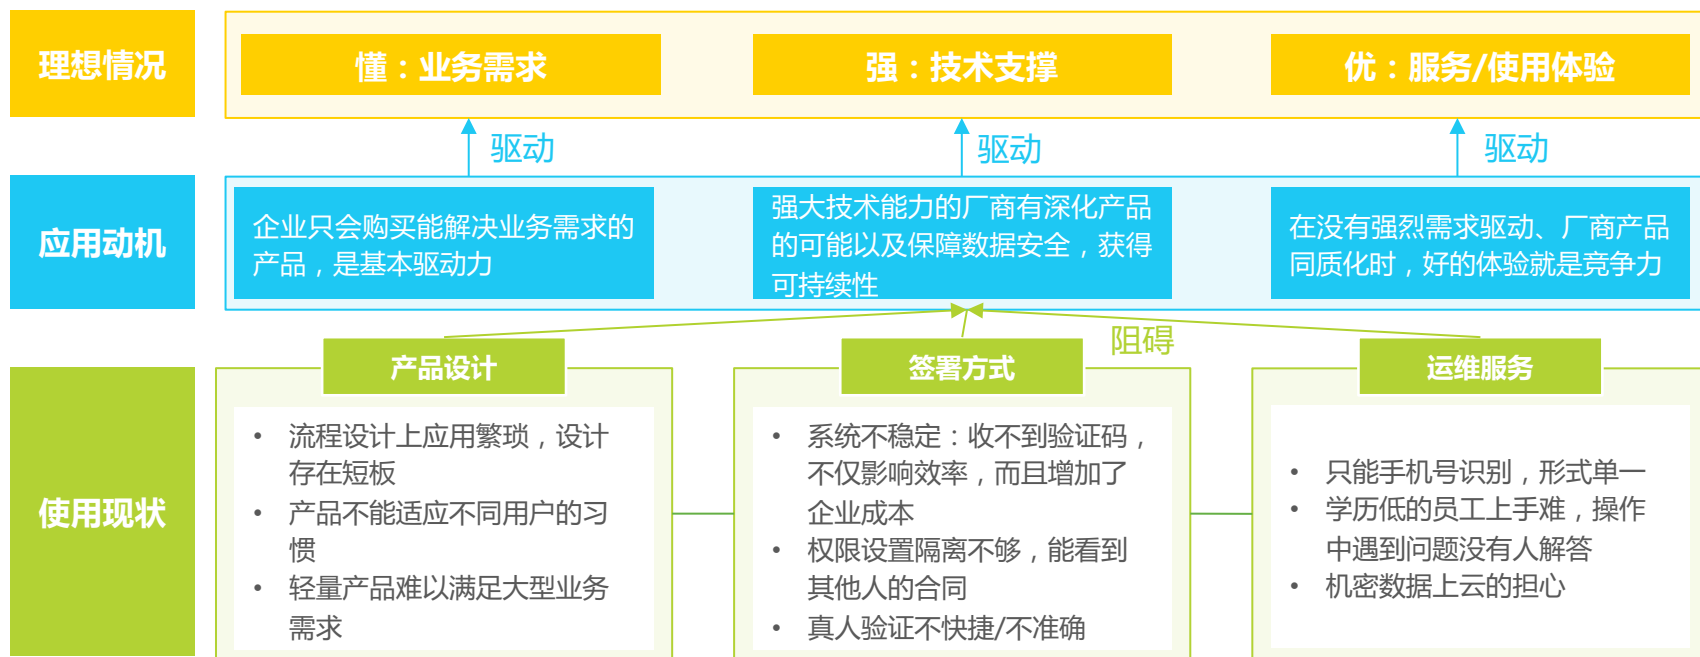 理想情况
懂：业务需求
强：技术支撑
优：服务/使用体验
驱动
驱动
驱动
应用动机
企业只会购买能解决业务需求的
产品，是基本驱动力
强大技术能力的厂商有深化产品
的可能以及保障数据安全，获得
可持续性
在没有强烈需求驱动、厂商产品
同质化时，好的体验就是竞争力
阻碍
使用现状
产品设计
• 流程设计上应用繁琐，设计
存在短板
• 产品不能适应不同用户的习
惯
• 轻量产品难以满足大型业务
需求
签署方式
• 系统不稳定：收不到验证码，
不仅影响效率，而且增加了
企业成本
• 权限设置隔离不够，能看到
其他人的合同
• 真人验证不快捷/不准确
运维服务
• 只能手机号识别，形式单一
• 学历低的员工上手难，操作
中遇到问题没有人解答
• 机密数据上云的担心